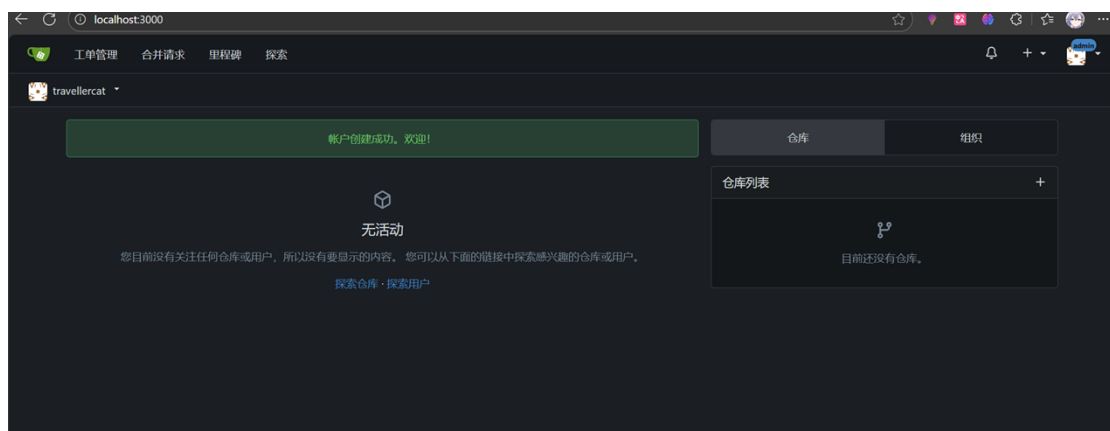 localhost:3000
工单管理 合并请求 里程碑 探索
admin
travellercat
帐户创建成功。欢迎!
仓库 组织
仓库列表
无活动
您目前没有关注任何仓库或用户，所以没有要显示的内容。 您可以从下面的链接中探索感兴趣的仓库或用户。
目前还没有仓库。
探索仓库 · 探索用户